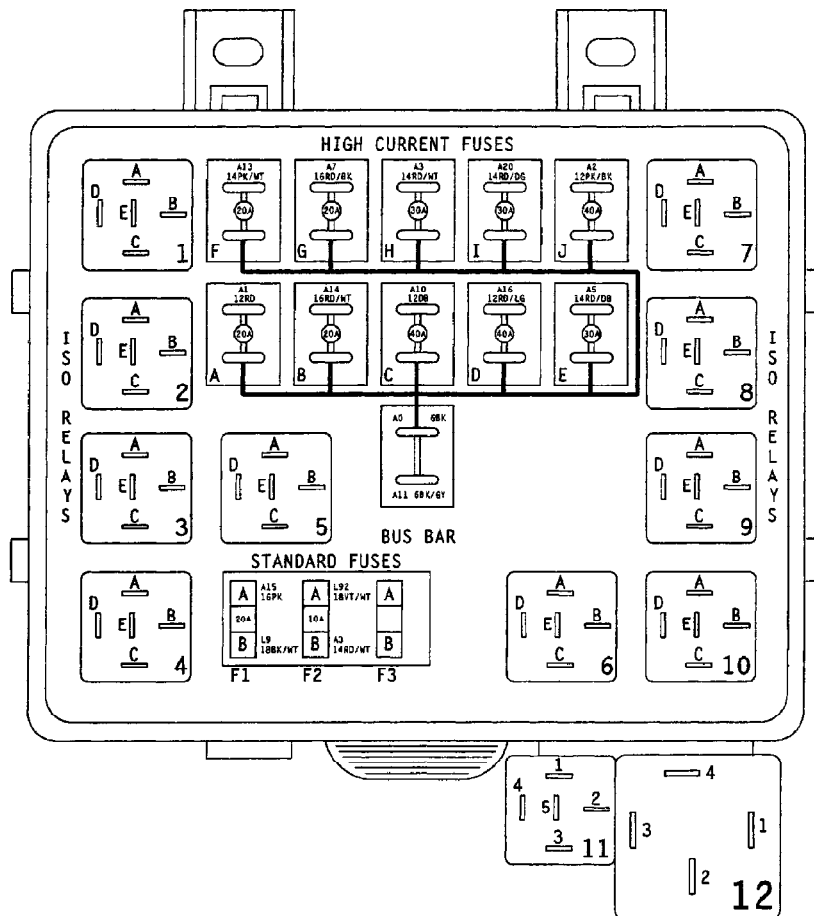 HIGH CURRENT FUSES
A13 14PK/WT 20A F
A7 16RD/BK 20A G
A3 14RD/WT 30A H
A20 14RD/DG 30A I
A2 12PK/BK 40A J
A B C D E 1
A B C D E 7
A1 12RD 20A A
A14 16RD/WT 20A B
A10 12DB 40A C
A16 12RD/LG 40A D
A5 14RD/DB 30A E
A B C D E 2
A B C D E 8
ISO RELAYS
ISO RELAYS
A0 6BK
A11 6BK/GY
BUS BAR
A B C D E 3
A B C D E 5
A B C D E 9
STANDARD FUSES
A A15 16PK
20A
B L9 18BK/WT
F1
A L92 18VT/WT
10A
B A3 14RD/WT
F2
A
B
F3
A B C D E 4
A B C D E 6
A B C D E 10
1 2 3 4 5 11
4 3 1 2 12